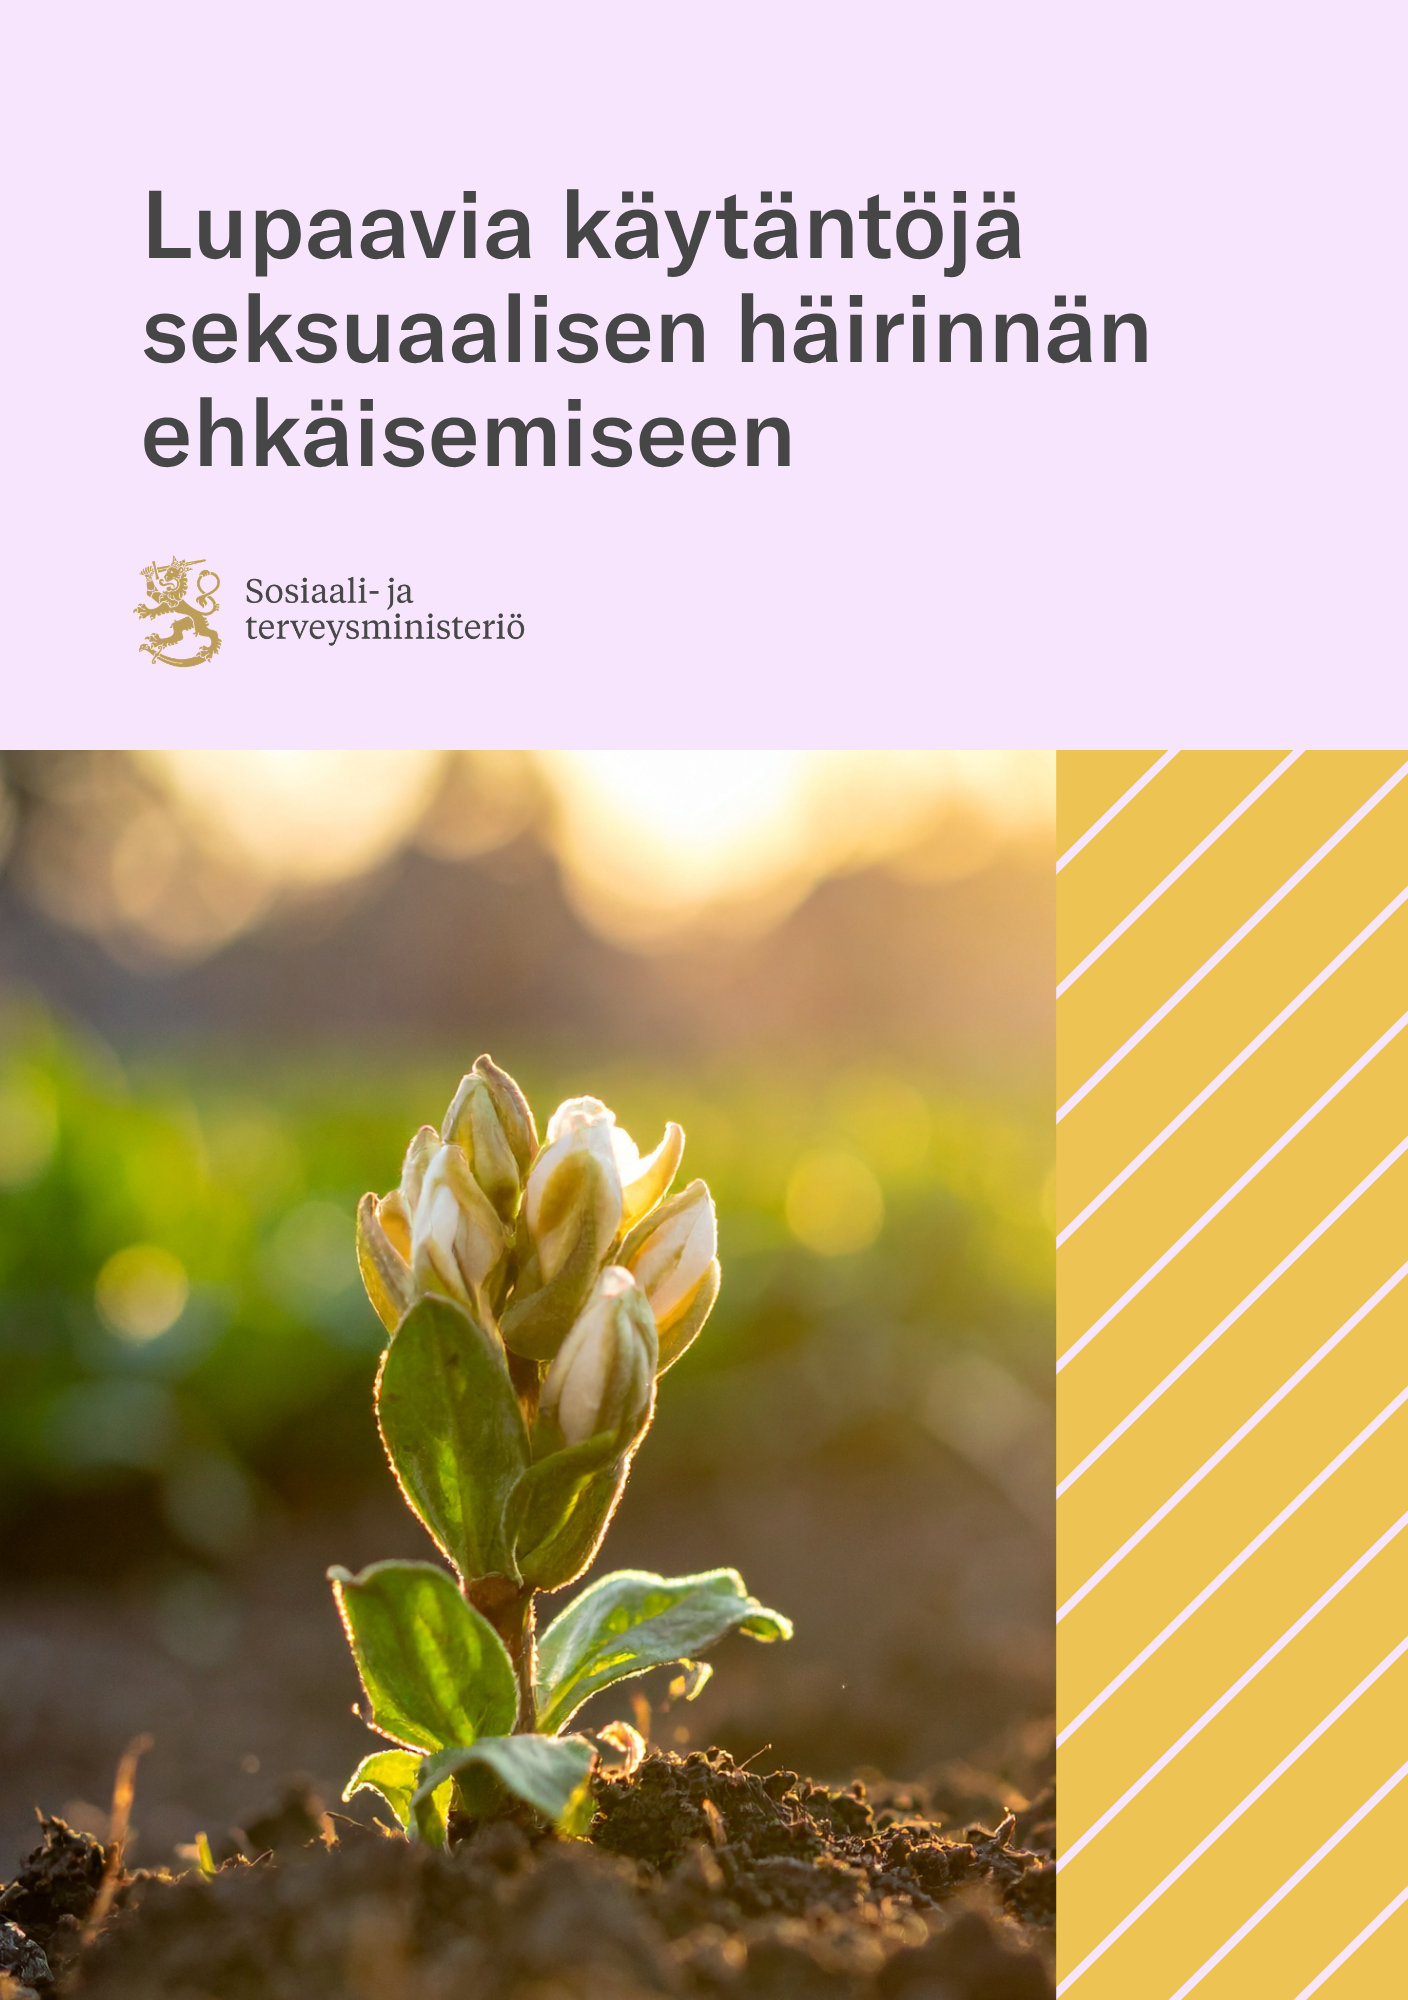 Lupaavia käytäntöjä
seksuaalisen häirinnän
ehkäisemiseen
Sosiaali- ja
terveysministeriö